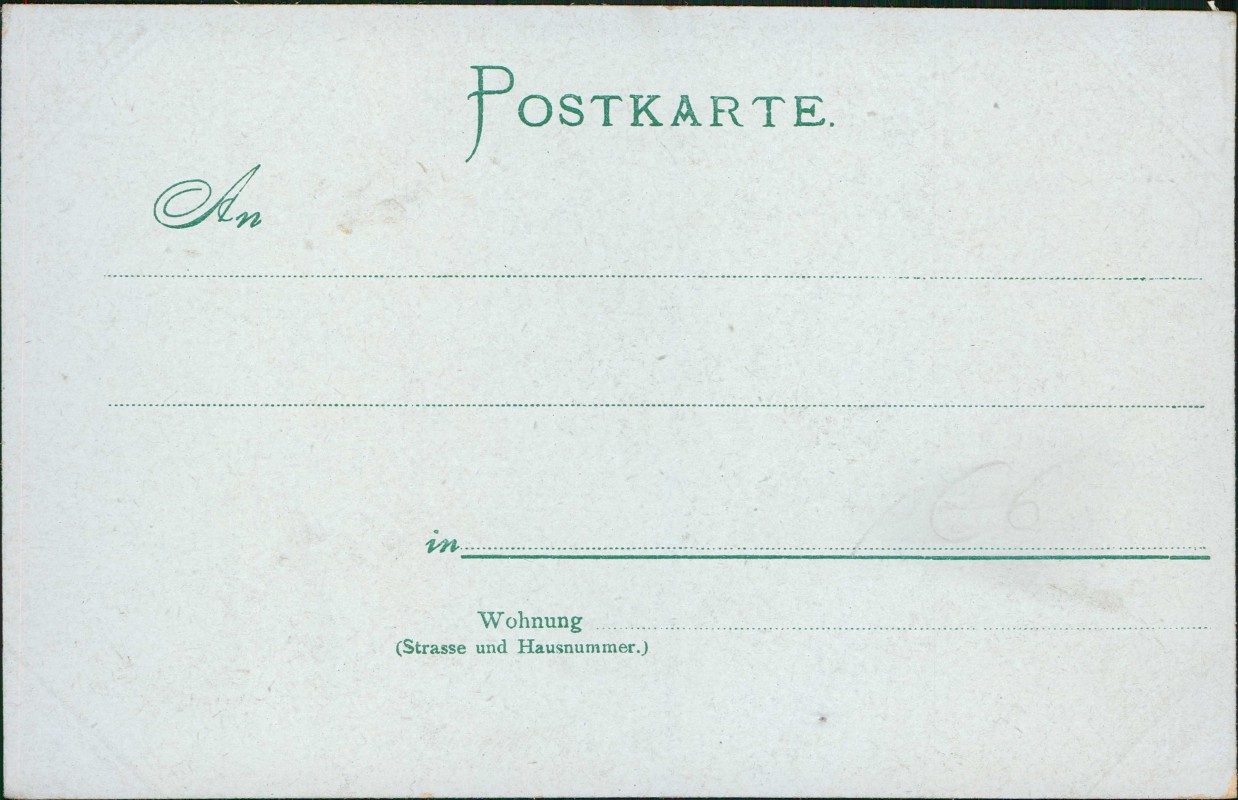 POSTKARTE.
An
in
Wohnung
(Strasse und Hausnummer.)